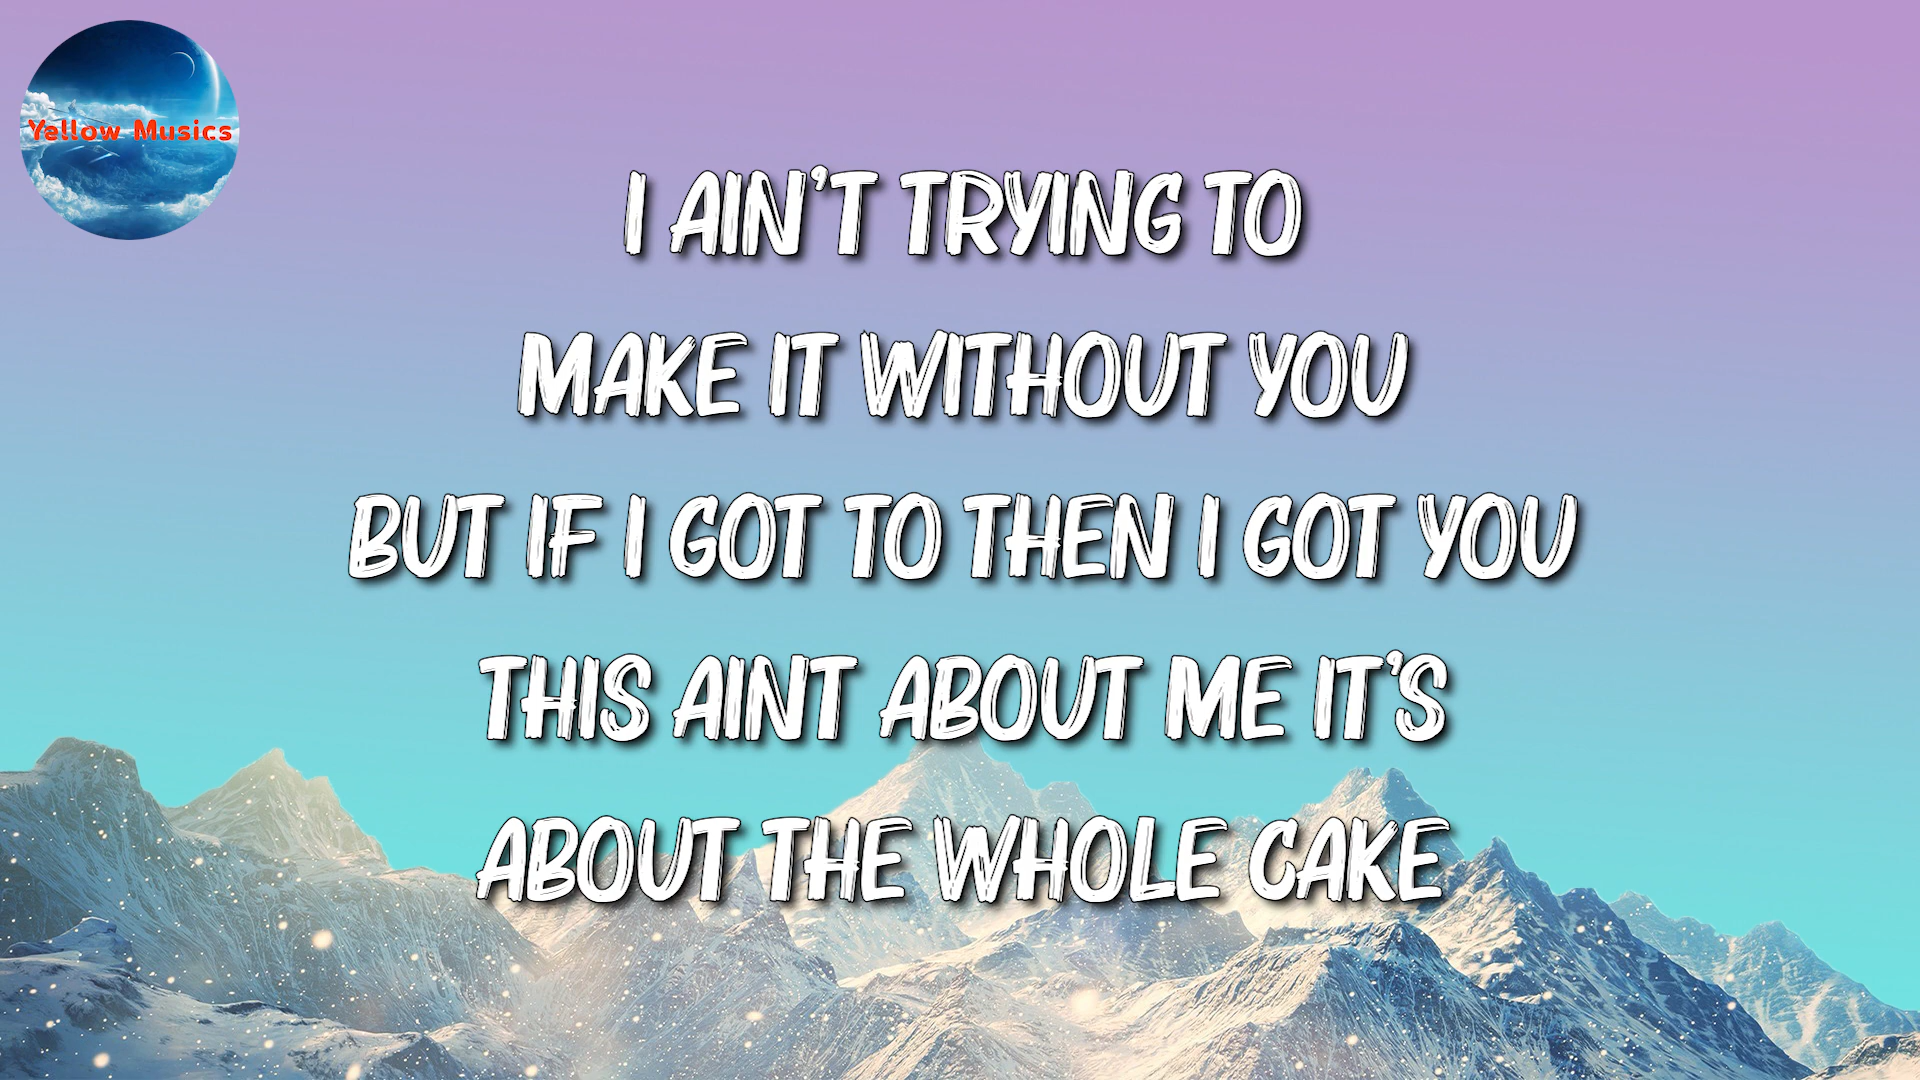 Yellow Musics
I AIN'T TRYING TO
MAKE IT WITHOUT YOU
BUT IF I GOT TO THEN I GOT YOU
THIS AINT ABOUT ME IT'S
ABOUT THE WHOLE CAKE